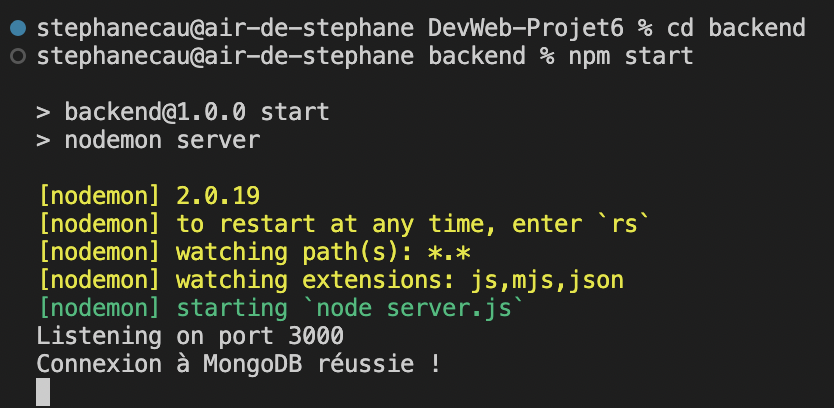 stephanecau@air-de-stephane DevWeb-Projet6 % cd backend
stephanecau@air-de-stephane backend % npm start
> backend@1.0.0 start
> nodemon server
[nodemon] 2.0.19
[nodemon] to restart at any time, enter `rs`
[nodemon] watching path(s): *.*
[nodemon] watching extensions: js,mjs,json
[nodemon] starting `node server.js`
Listening on port 3000
Connexion à MongoDB réussie !